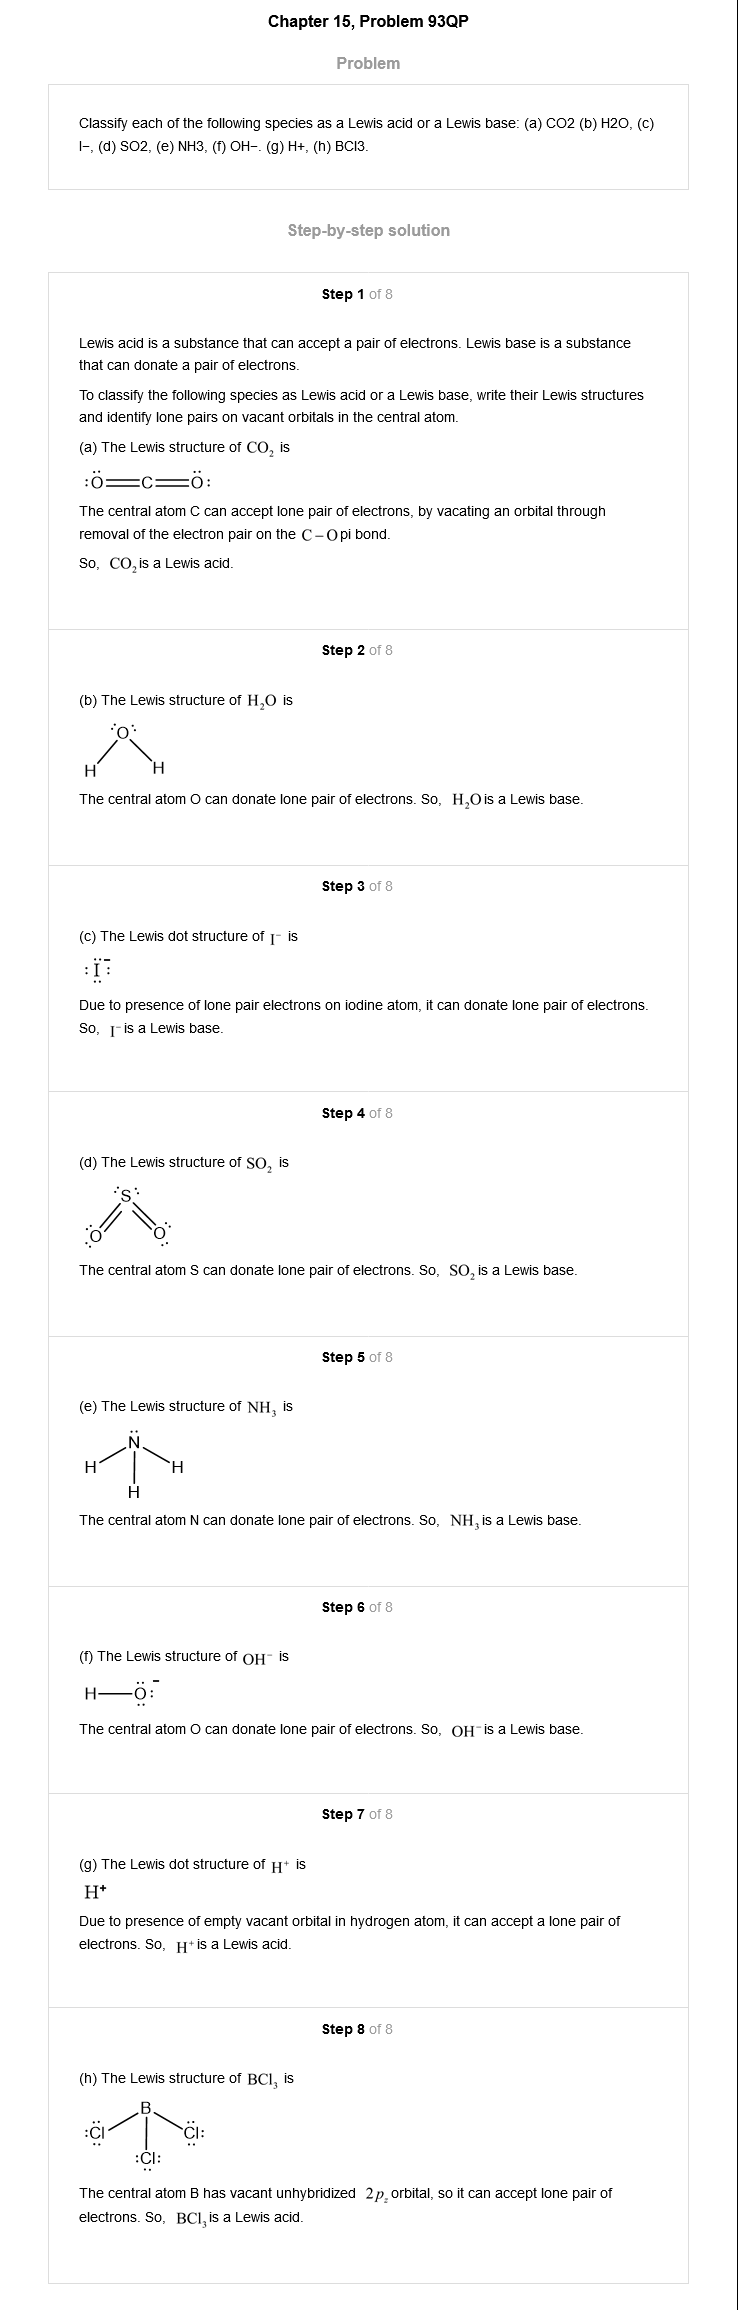 Chapter 15, Problem 93QP
Problem
Classify each of the following species as a Lewis acid or a Lewis base: (a) CO2 (b) H2O, (c)
I−, (d) SO2, (e) NH3, (f) OH−. (g) H+, (h) BCl3.
Step-by-step solution
Step 1 of 8
Lewis acid is a substance that can accept a pair of electrons. Lewis base is a substance
that can donate a pair of electrons.
To classify the following species as Lewis acid or a Lewis base, write their Lewis structures
and identify lone pairs on vacant orbitals in the central atom.
(a) The Lewis structure of CO₂ is
:Ö=C=Ö:
The central atom C can accept lone pair of electrons, by vacating an orbital through
removal of the electron pair on the C–O pi bond.
So, CO₂ is a Lewis acid.
Step 2 of 8
(b) The Lewis structure of H₂O is
:O:
H H
The central atom O can donate lone pair of electrons. So, H₂O is a Lewis base.
Step 3 of 8
(c) The Lewis dot structure of I⁻ is
:I:⁻
Due to presence of lone pair electrons on iodine atom, it can donate lone pair of electrons.
So, I⁻ is a Lewis base.
Step 4 of 8
(d) The Lewis structure of SO₂ is
:S:
O O
The central atom S can donate lone pair of electrons. So, SO₂ is a Lewis base.
Step 5 of 8
(e) The Lewis structure of NH₃ is
N
H H
H
The central atom N can donate lone pair of electrons. So, NH₃ is a Lewis base.
Step 6 of 8
(f) The Lewis structure of OH⁻ is
H—Ö:⁻
The central atom O can donate lone pair of electrons. So, OH⁻ is a Lewis base.
Step 7 of 8
(g) The Lewis dot structure of H⁺ is
H⁺
Due to presence of empty vacant orbital in hydrogen atom, it can accept a lone pair of
electrons. So, H⁺ is a Lewis acid.
Step 8 of 8
(h) The Lewis structure of BCl₃ is
B
:Cl Cl:
:Cl:
The central atom B has vacant unhybridized 2p_z orbital, so it can accept lone pair of
electrons. So, BCl₃ is a Lewis acid.